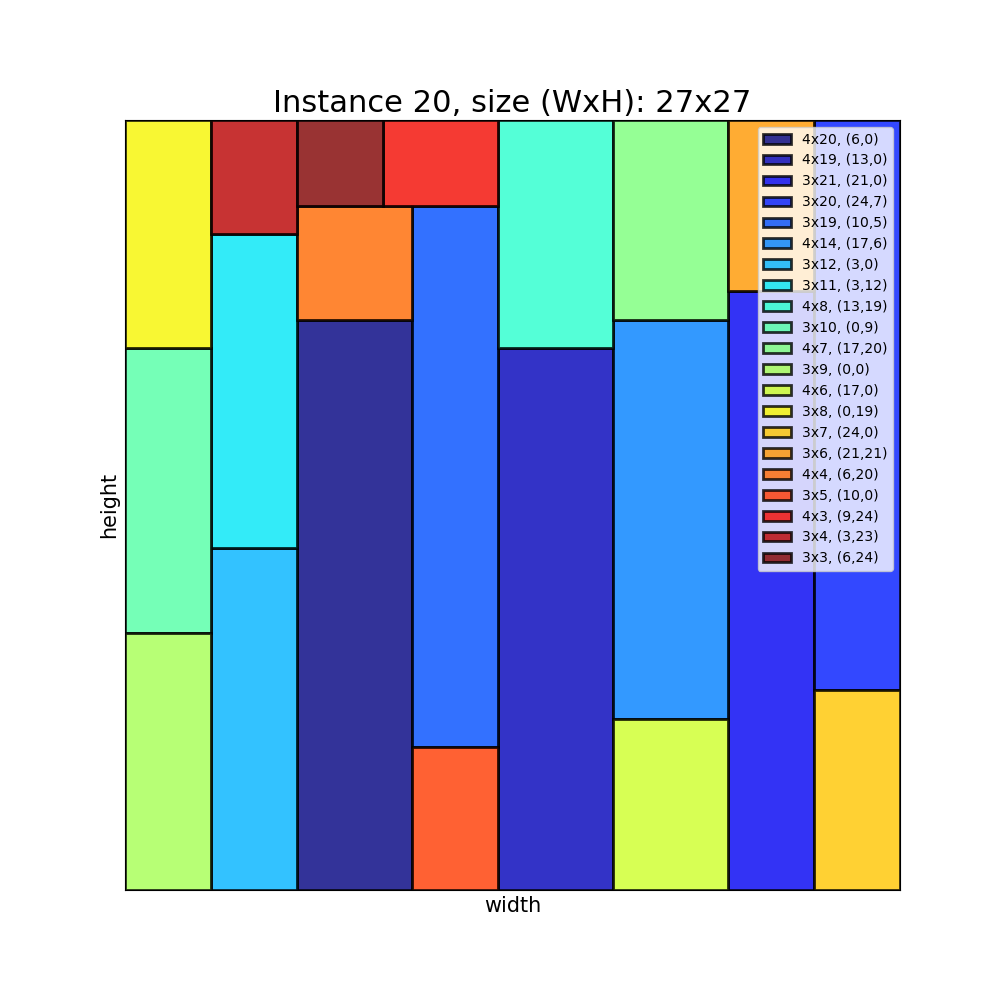 Instance 20, size (WxH): 27x27
4x20, (6,0)
4x19, (13,0)
3x21, (21,0)
3x20, (24,7)
3x19, (10,5)
4x14, (17,6)
3x12, (3,0)
3x11, (3,12)
4x8, (13,19)
3x10, (0,9)
4x7, (17,20)
3x9, (0,0)
4x6, (17,0)
3x8, (0,19)
3x7, (24,0)
3x6, (21,21)
4x4, (6,20)
3x5, (10,0)
4x3, (9,24)
3x4, (3,23)
3x3, (6,24)
height
width